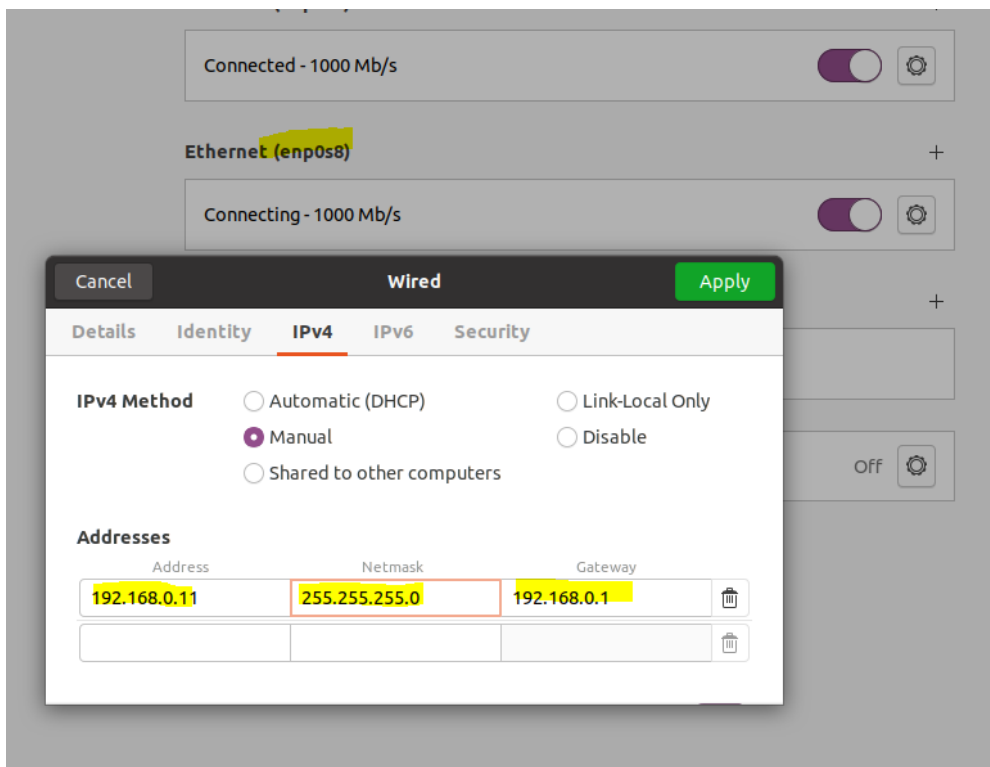 Connected - 1000 Mb/s
Ethernet (enp0s8)
+
Connecting - 1000 Mb/s
Cancel Wired Apply
+
Details Identity IPv4 IPv6 Security
IPv4 Method Automatic (DHCP) Link-Local Only
Manual Disable
Shared to other computers
Off
Addresses
Address Netmask Gateway
192.168.0.11 255.255.255.0 192.168.0.1